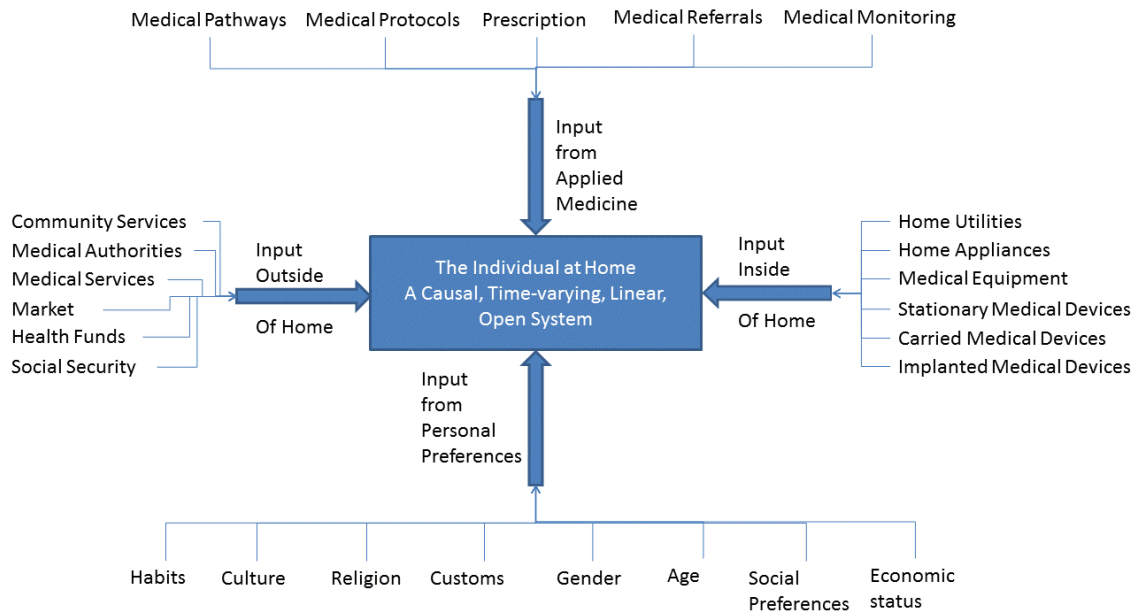 Medical Pathways
Medical Protocols
Prescription
Medical Referrals
Medical Monitoring
Input
from
Applied
Medicine
Community Services
Medical Authorities
Medical Services
Market
Health Funds
Social Security
Input
Outside
Of Home
The Individual at Home
A Causal, Time-varying, Linear,
Open System
Input
Inside
Of Home
Home Utilities
Home Appliances
Medical Equipment
Stationary Medical Devices
Carried Medical Devices
Implanted Medical Devices
Input
from
Personal
Preferences
Habits
Culture
Religion
Customs
Gender
Age
Social
Preferences
Economic
status